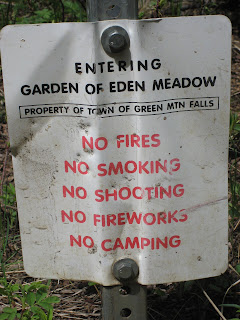 ENTERING
GARDEN OF EDEN MEADOW
PROPERTY OF TOWN OF GREEN MTN FALLS
NO FIRES
NO SMOKING
NO SHOOTING
NO FIREWORKS
NO CAMPING